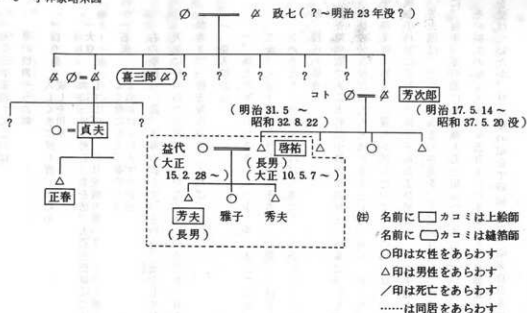 政七(?~明治23年没?)
喜三郎
?
?
?
?
コト
芳次郎
(明治31.5~
昭和32.8.22)
(明治17.5.14~
昭和37.5.20没)
?
貞夫
?
正春
益代
(大正
15.2.28~)
啓祐
(長男)
(大正10.5.7~)
芳夫
(長男)
雅子
秀夫
(註) 名前に□カコミは上絵師
名前に◯カコミは縫箔師
○印は女性をあらわす
△印は男性をあらわす
/印は死亡をあらわす
……は同居をあらわす